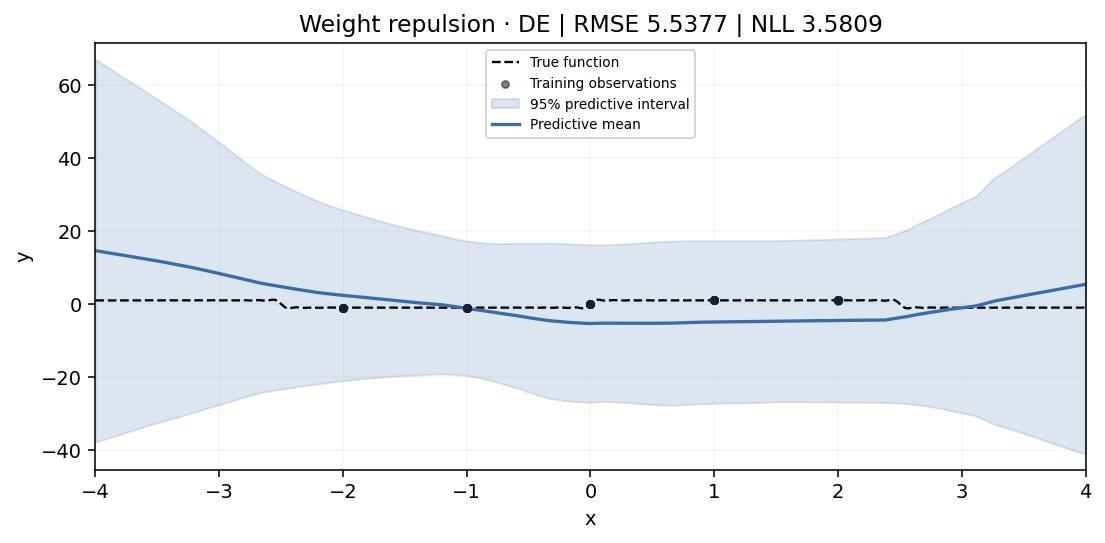 Weight repulsion · DE | RMSE 5.5377 | NLL 3.5809
True function
Training observations
95% predictive interval
Predictive mean
y
60
40
20
0
−20
−40
−4
−3
−2
−1
0
1
2
3
4
x